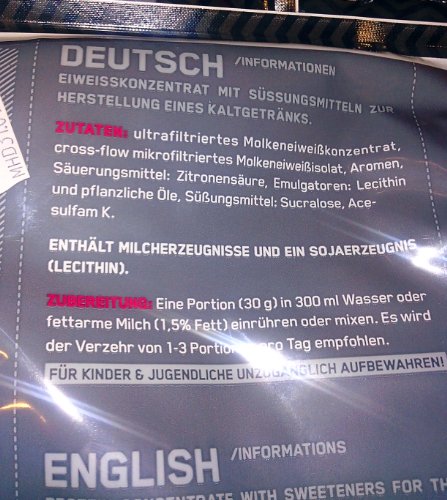 DEUTSCH /INFORMATIONEN
EIWEISSKONZENTRAT MIT SÜSSUNGSMITTELN ZUR
HERSTELLUNG EINES KALTGETRÄNKS.
ZUTATEN: ultrafiltriertes Molkeneiweißkonzentrat,
cross-flow mikrofiltriertes Molkeneiweißisolat, Aromen,
Säuerungsmittel: Zitronensäure, Emulgatoren: Lecithin
und pflanzliche Öle, Süßungsmittel: Sucralose, Ace-
sulfam K.
ENTHÄLT MILCHERZEUGNISSE UND EIN SOJAERZEUGNIS
(LECITHIN).
ZUBEREITUNG: Eine Portion (30 g) in 300 ml Wasser oder
fettarme Milch (1,5% Fett) einrühren oder mixen. Es wird
der Verzehr von 1-3 Portionen pro Tag empfohlen.
FÜR KINDER & JUGENDLICHE UNZUGÄNGLICH AUFBEWAHREN!
ENGLISH /INFORMATIONS
CONCENTRATE WITH SWEETENERS FOR